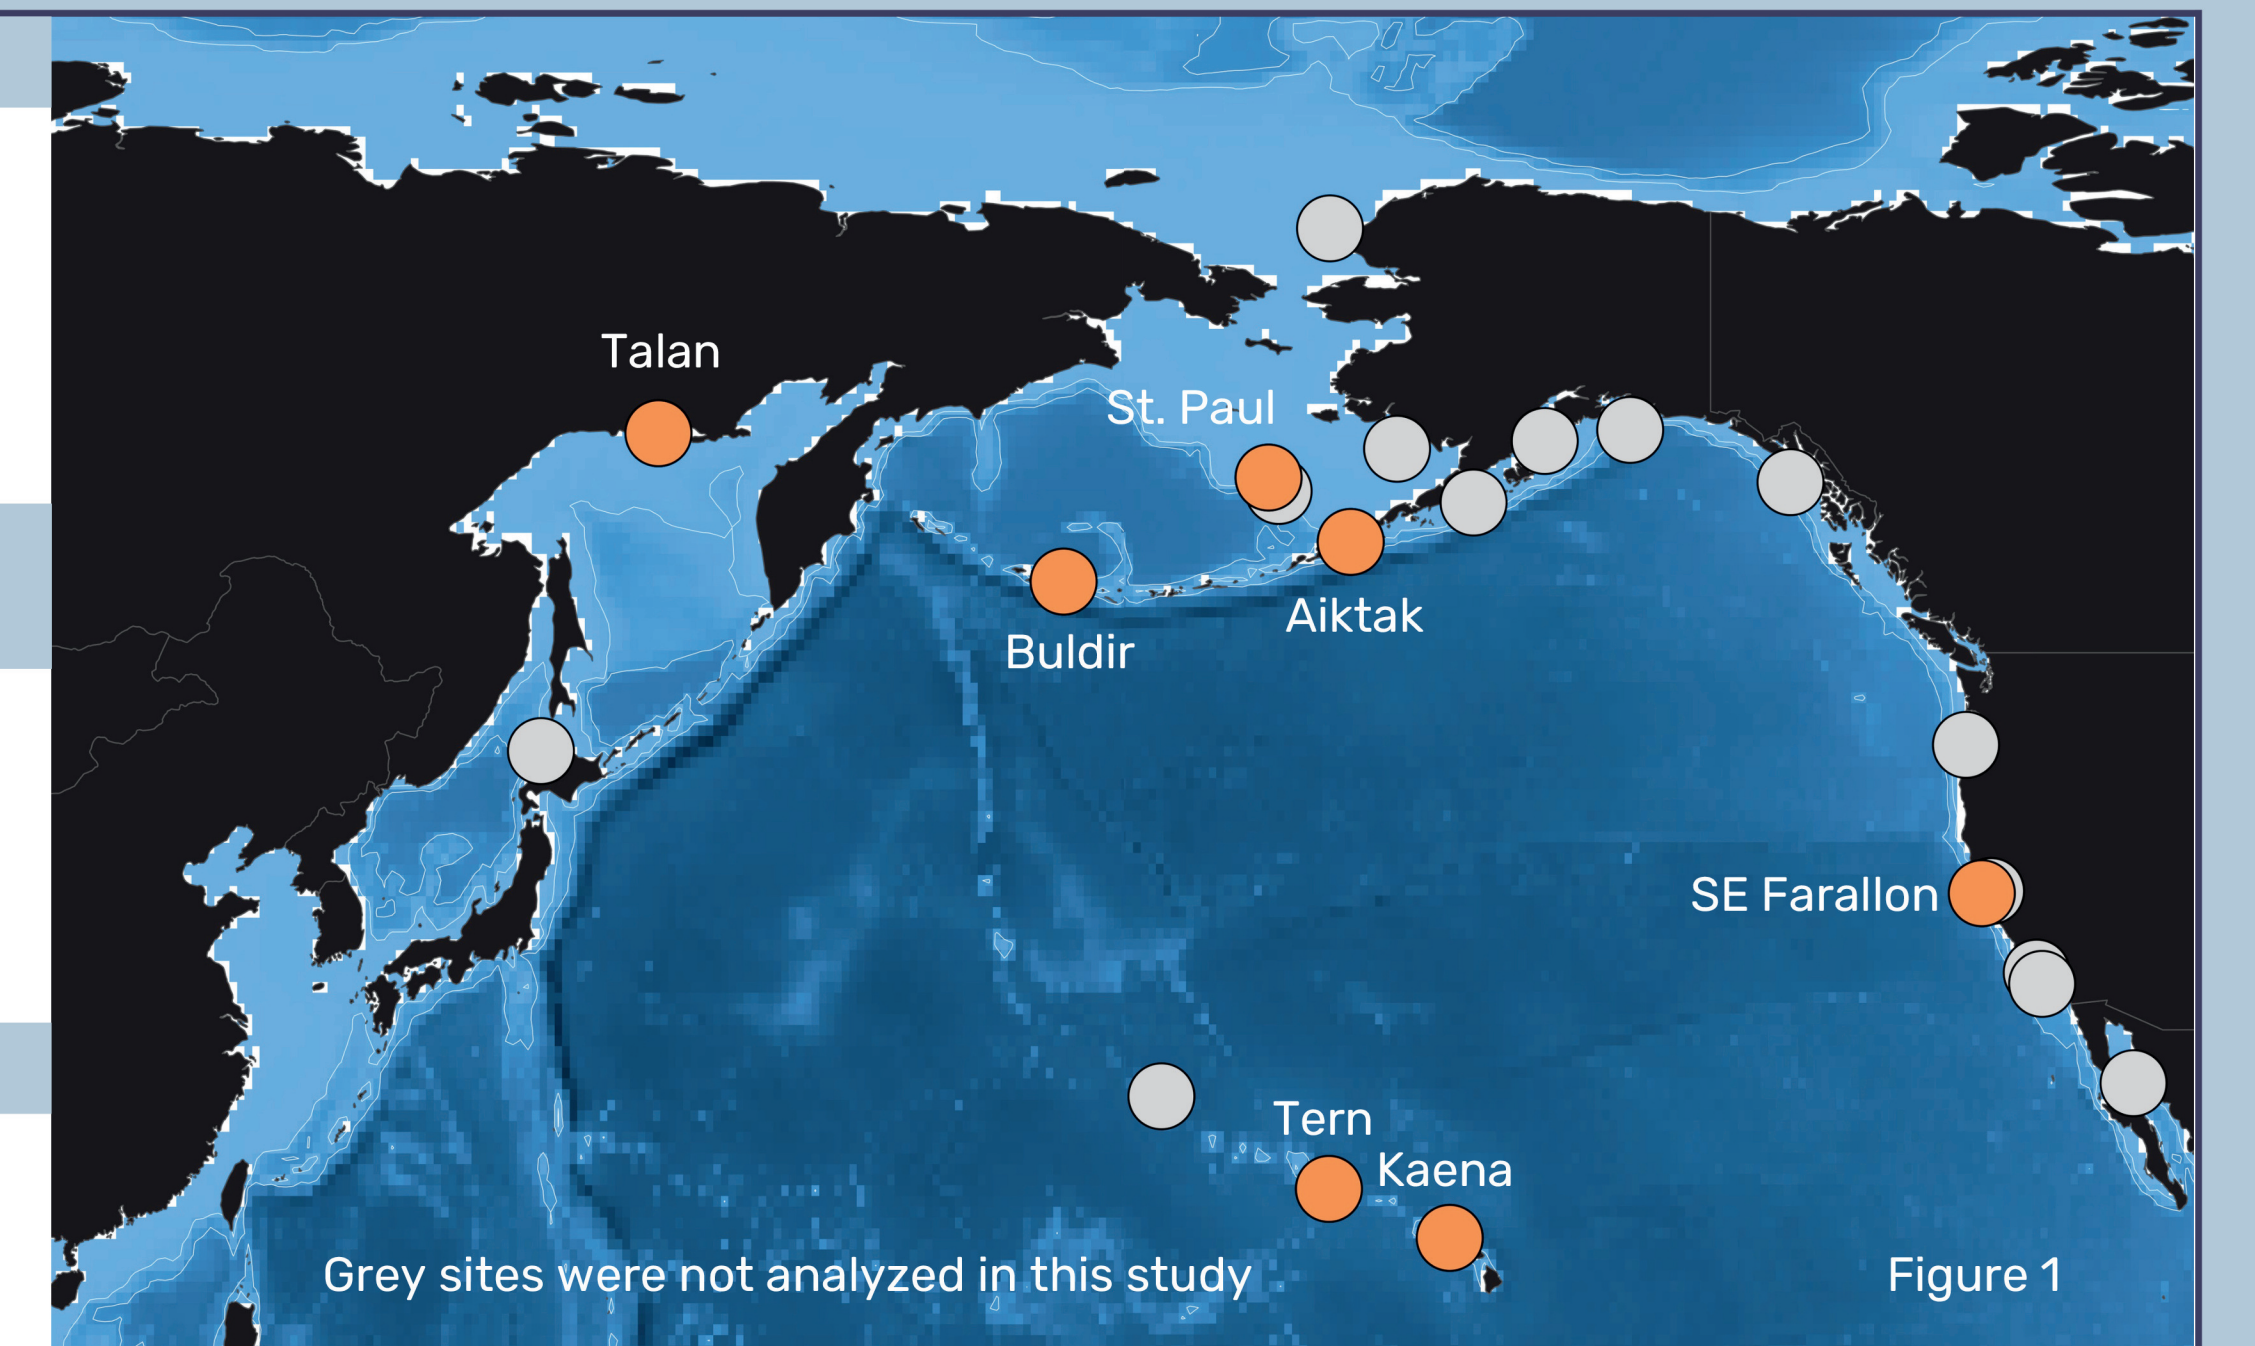 Talan
St. Paul
Aiktak
Buldir
SE Farallon
Tern
Kaena
Grey sites were not analyzed in this study
Figure 1